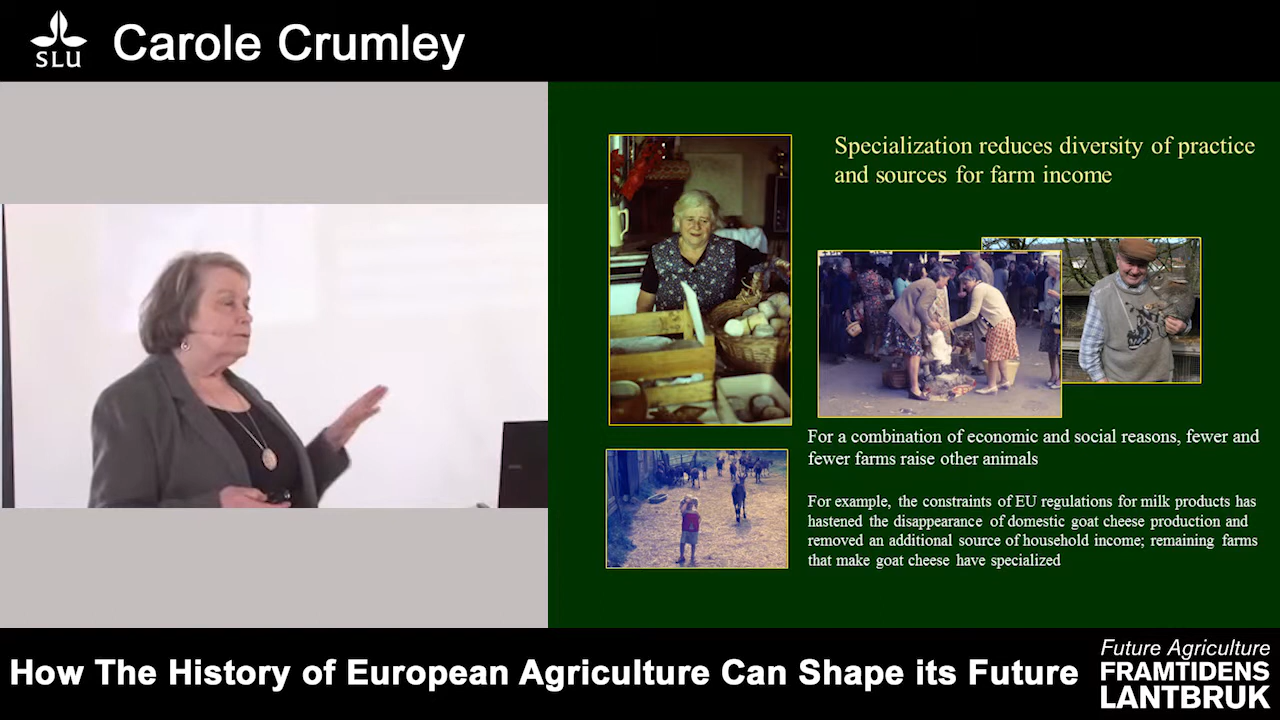 SLU
Carole Crumley
Specialization reduces diversity of practice
and sources for farm income
For a combination of economic and social reasons, fewer and
fewer farms raise other animals
For example, the constraints of EU regulations for milk products has
hastened the disappearance of domestic goat cheese production and
removed an additional source of household income; remaining farms
that make goat cheese have specialized
How The History of European Agriculture Can Shape its Future
Future Agriculture
FRAMTIDENS
LANTBRUK